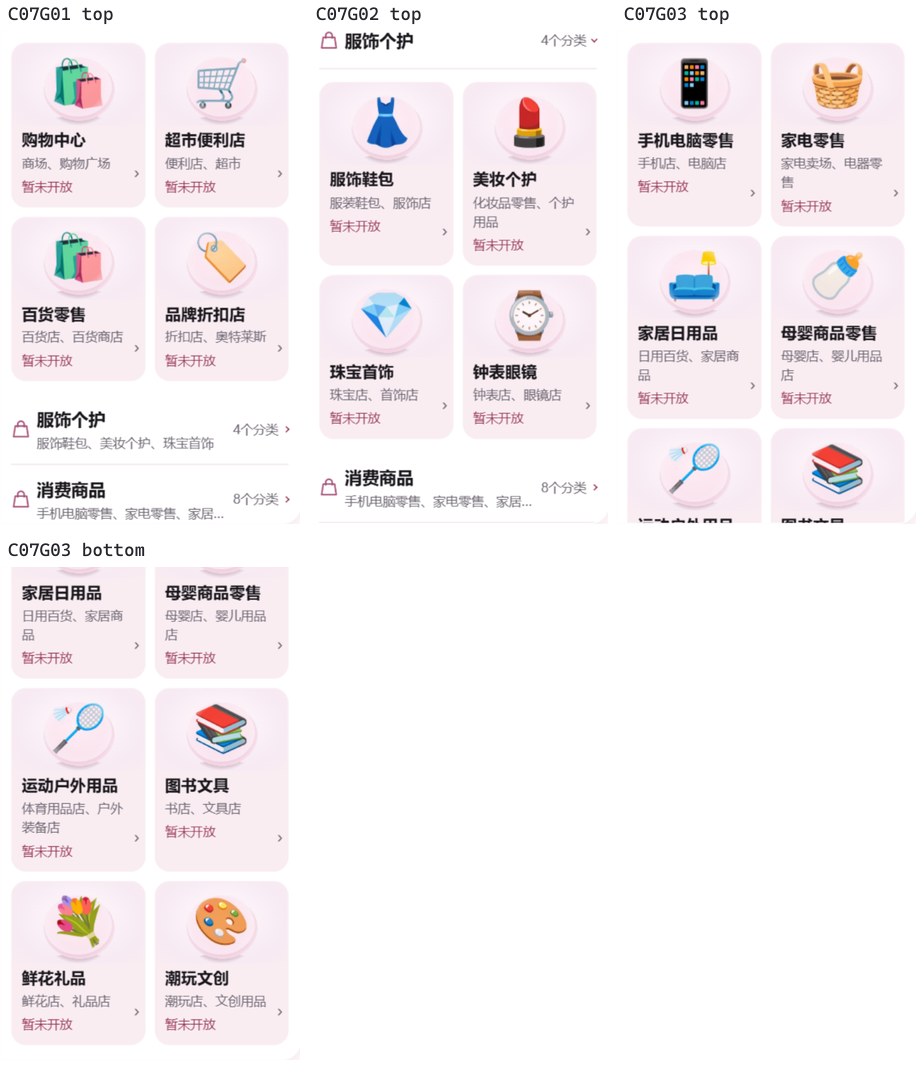 C07G01 top
购物中心
商场、购物广场
暂未开放
超市便利店
便利店、超市
暂未开放
百货零售
百货店、百货商店
暂未开放
品牌折扣店
折扣店、奥特莱斯
暂未开放
服饰个护
服饰鞋包、美妆个护、珠宝首饰
4个分类
消费商品
手机电脑零售、家电零售、家居...
8个分类
C07G02 top
服饰个护
4个分类
服饰鞋包
服装鞋包、服饰店
暂未开放
美妆个护
化妆品零售、个护
用品
暂未开放
珠宝首饰
珠宝店、首饰店
暂未开放
钟表眼镜
钟表店、眼镜店
暂未开放
消费商品
手机电脑零售、家电零售、家居...
8个分类
C07G03 top
手机电脑零售
手机店、电脑店
暂未开放
家电零售
家电卖场、电器零
售
暂未开放
家居日用品
日用百货、家居商
品
暂未开放
母婴商品零售
母婴店、婴儿用品
店
暂未开放
运动户外用品
图书文具
C07G03 bottom
家居日用品
日用百货、家居商
品
暂未开放
母婴商品零售
母婴店、婴儿用品
店
暂未开放
运动户外用品
体育用品店、户外
装备店
暂未开放
图书文具
书店、文具店
暂未开放
鲜花礼品
鲜花店、礼品店
暂未开放
潮玩文创
潮玩店、文创用品
暂未开放